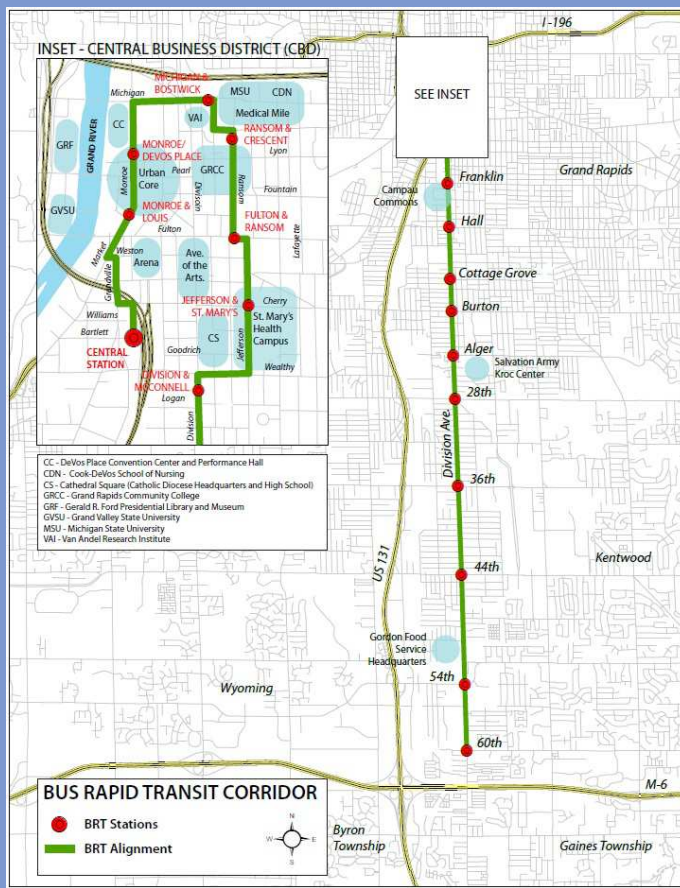 INSET - CENTRAL BUSINESS DISTRICT (CBD)
MICHIGAN &
BOSTWICK
Michigan
MSU
CDN
Medical Mile
VAI
CC
GRF
GRAND RIVER
RANSOM &
CRESCENT
Lyon
MONROE/
DEVOS PLACE
Monroe
Urban
Core
Pearl
GRCC
Divisoin
Ransom
Fountain
GVSU
MONROE
& LOUIS
Fulton
FULTON &
RANSOM
Lafayette
Market
Weston
Arena
Ave.
of the
Arts.
Grandville
JEFFERSON &
ST. MARY'S
Cherry
St. Mary's
Health
Campus
Williams
Bartlett
CENTRAL
STATION
CS
Goodrich
Jefferson
Wealthy
DIVISION &
MCCONNELL
Logan
Division
CC - DeVos Place Convention Center and Performance Hall
CDN - Cook-DeVos School of Nursing
CS - Cathedral Square (Catholic Diocese Headquarters and High School)
GRCC - Grand Rapids Community College
GRF - Gerald R. Ford Presidential Library and Museum
GVSU - Grand Valley State University
MSU - Michigan State University
VAI - Van Andel Research Institute
I -196
SEE INSET
Grand Rapids
Franklin
Campau
Commons
Hall
Cottage Grove
Burton
Alger
Salvation Army
Kroc Center
28th
Division Ave.
36th
US 131
44th
Kentwood
Gordon Food
Service
Headquarters
54th
Wyoming
60th
M-6
BUS RAPID TRANSIT CORRIDOR
BRT Stations
BRT Alignment
N
W
E
S
Byron
Township
Gaines Township